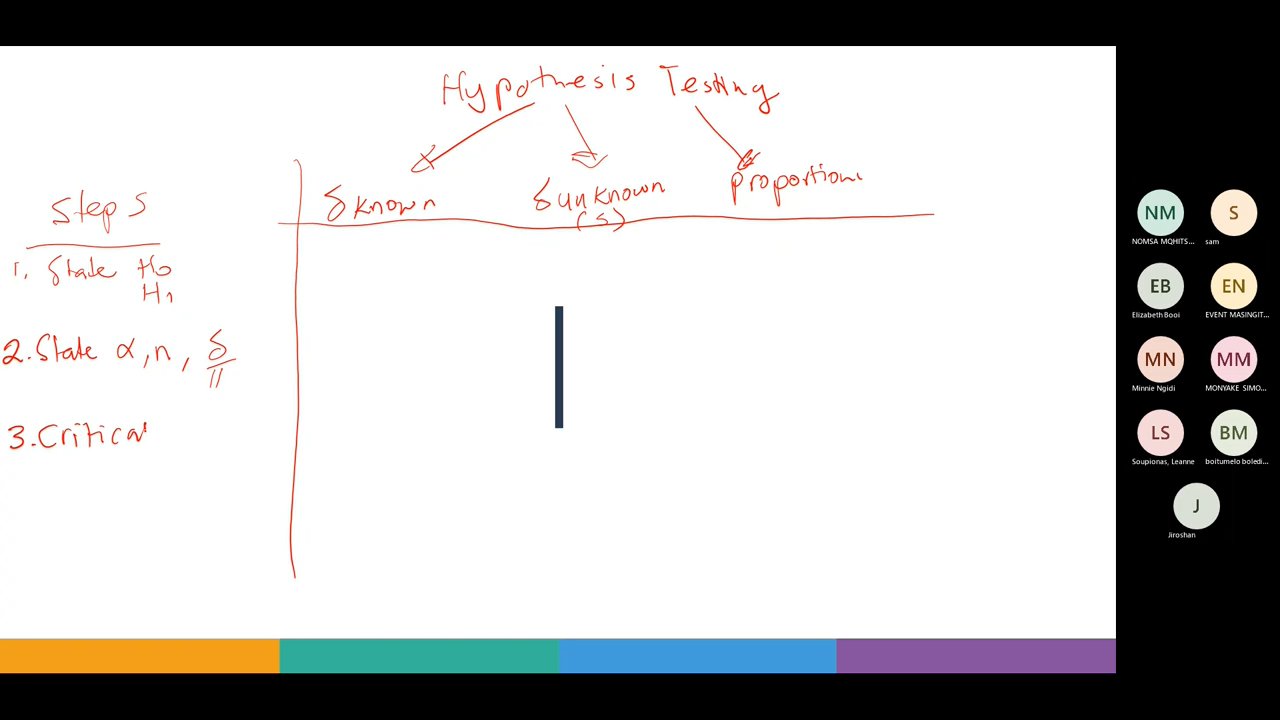 Hypothesis Testing
δ known
δ unknown
(s)
Proportion
Steps
1. State H0
H1
2. State α, n, δ
3. Critical
NM
NOMSA MQHITS...
S
sam
EB
Elizabeth Booi
EN
EVENT MASINGIT...
MN
Minnie Ngidi
MM
MONYAKE SIMO...
LS
Soupionas, Leanne
BM
boitumelo boledi...
J
Jiroshan